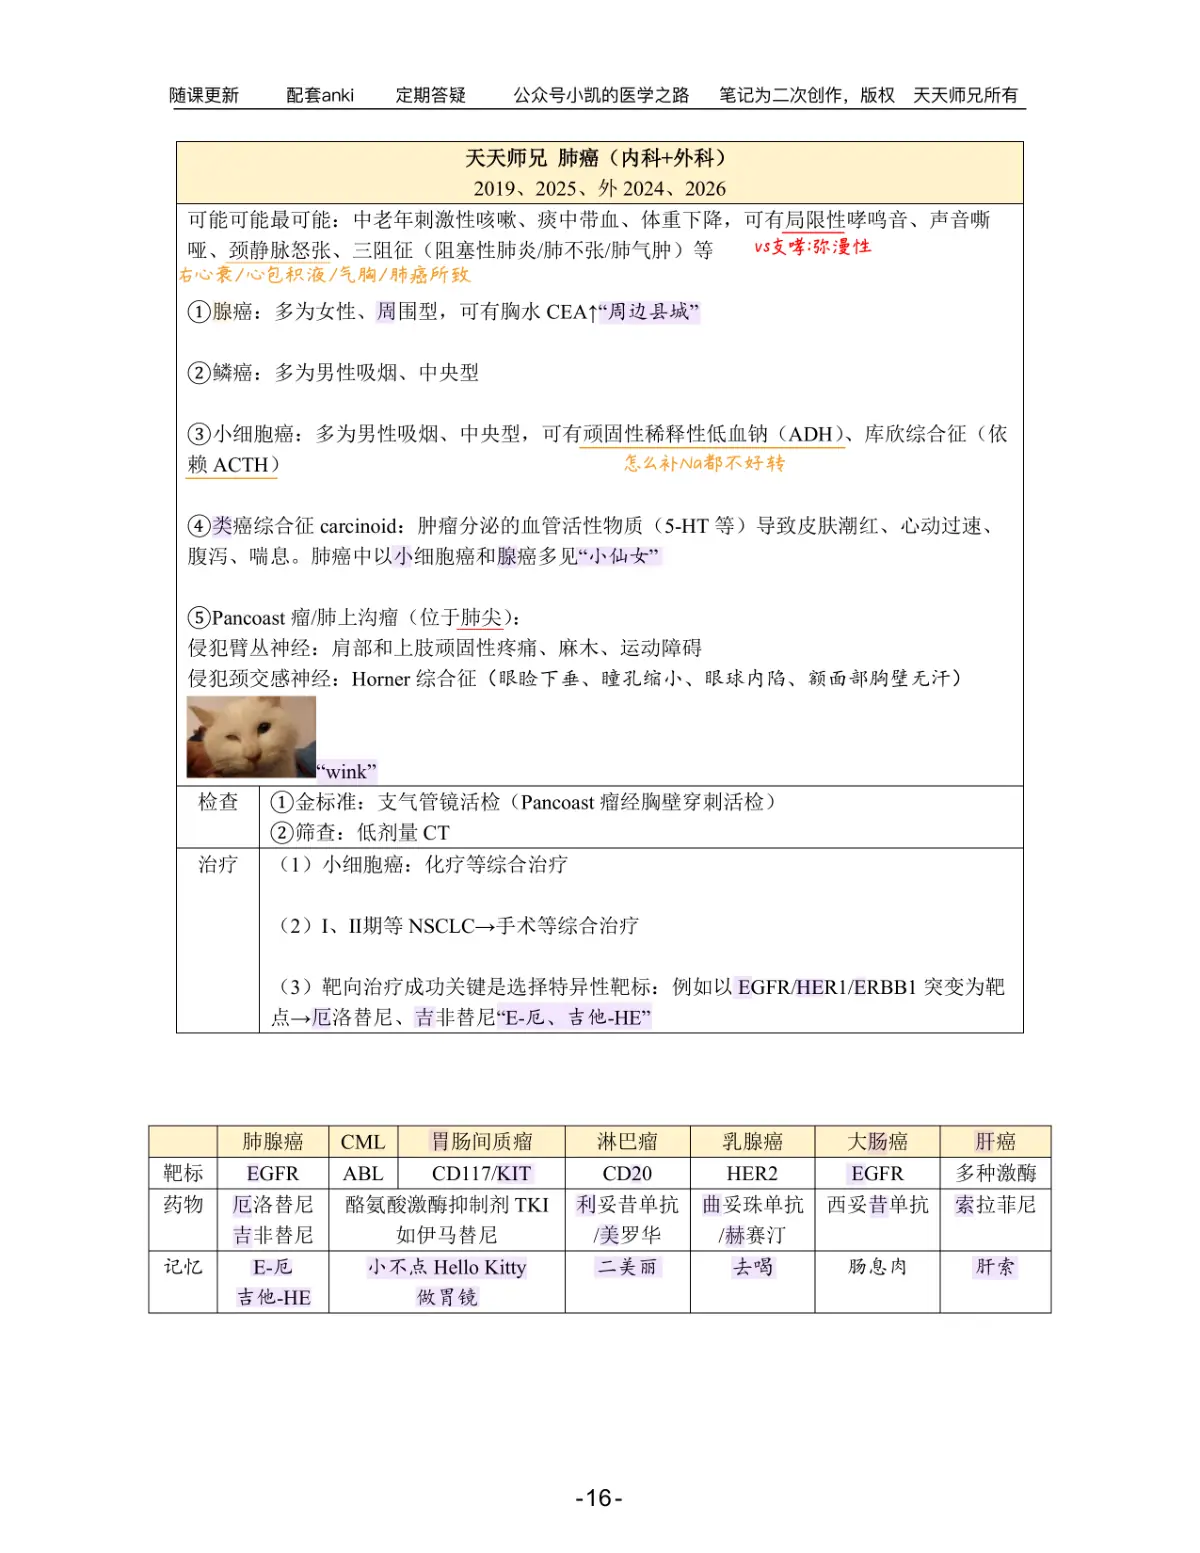 随课更新 配套anki 定期答疑 公众号小凯的医学之路 笔记为二次创作，版权 天天师兄所有
天天师兄 肺癌（内科+外科）
2019、2025、外 2024、2026
可能可能最可能：中老年刺激性咳嗽、痰中带血、体重下降，可有局限性哮鸣音、声音嘶
哑、颈静脉怒张、三阻征（阻塞性肺炎/肺不张/肺气肿）等
vs支哮:弥漫性
右心衰/心包积液/气胸/肺癌所致
①腺癌：多为女性、周围型，可有胸水 CEA↑“周边县城”
②鳞癌：多为男性吸烟、中央型
③小细胞癌：多为男性吸烟、中央型，可有顽固性稀释性低血钠（ADH）、库欣综合征（依
赖 ACTH）
怎么补Na都不好转
④类癌综合征 carcinoid：肿瘤分泌的血管活性物质（5-HT 等）导致皮肤潮红、心动过速、
腹泻、喘息。肺癌中以小细胞癌和腺癌多见“小仙女”
⑤Pancoast 瘤/肺上沟瘤（位于肺尖）：
侵犯臂丛神经：肩部和上肢顽固性疼痛、麻木、运动障碍
侵犯颈交感神经：Horner 综合征（眼睑下垂、瞳孔缩小、眼球内陷、额面部胸壁无汗）
“wink”
检查 ①金标准：支气管镜活检（Pancoast 瘤经胸壁穿刺活检）
②筛查：低剂量 CT
治疗 （1）小细胞癌：化疗等综合治疗
（2）I、II期等 NSCLC→手术等综合治疗
（3）靶向治疗成功关键是选择特异性靶标：例如以 EGFR/HER1/ERBB1 突变为靶
点→厄洛替尼、吉非替尼“E-厄、吉他-HE”
肺腺癌 CML 胃肠间质瘤 淋巴瘤 乳腺癌 大肠癌 肝癌
靶标 EGFR ABL CD117/KIT CD20 HER2 EGFR 多种激酶
药物 厄洛替尼 酪氨酸激酶抑制剂 TKI 利妥昔单抗 曲妥珠单抗 西妥昔单抗 索拉菲尼
吉非替尼 如伊马替尼 /美罗华 /赫赛汀
记忆 E-厄 小不点 Hello Kitty 二美丽 去喝 肠息肉 肝索
吉他-HE 做胃镜
-16-